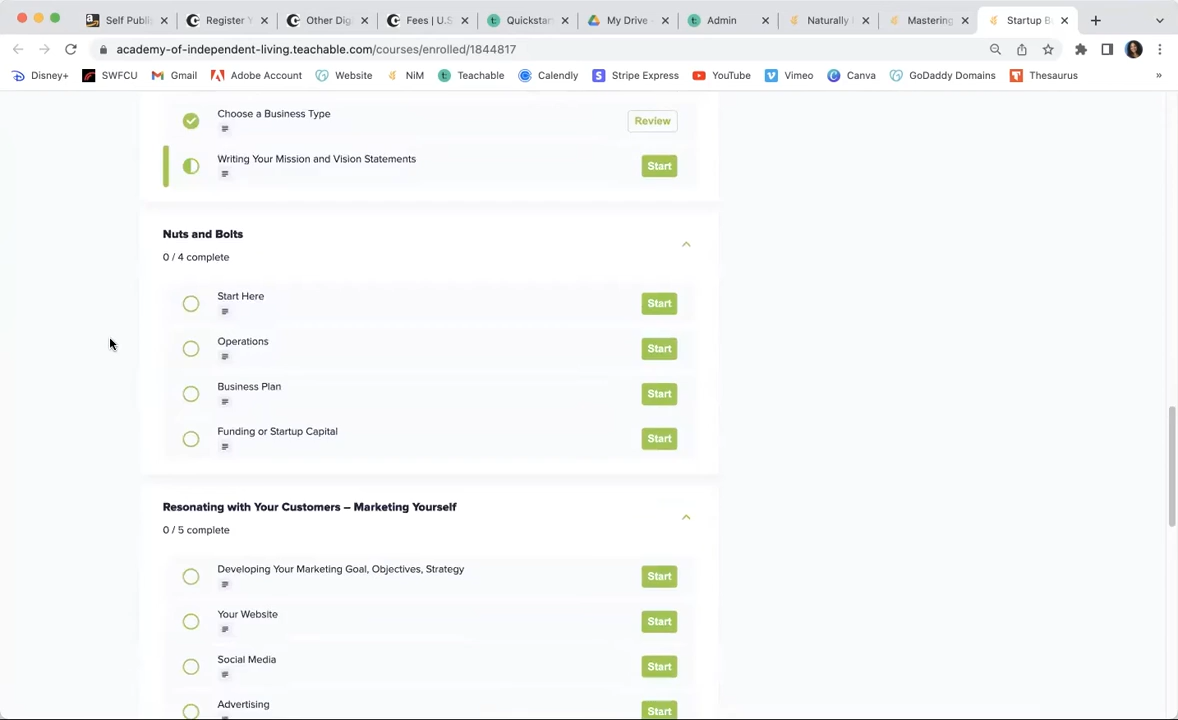 Self Publi
Register
Other Dig
Fees | U.S
Quickstar
My Drive
Admin
Naturally
Mastering
Startup B
academy-of-independent-living.teachable.com/courses/enrolled/1844817
Disney+
SWFCU
Gmail
Adobe Account
Website
NiM
Teachable
Calendly
Stripe Express
YouTube
Vimeo
Canva
GoDaddy Domains
Thesaurus
»
Choose a Business Type
Review
Writing Your Mission and Vision Statements
Start
Nuts and Bolts
0 / 4 complete
Start Here
Start
Operations
Start
Business Plan
Start
Funding or Startup Capital
Start
Resonating with Your Customers – Marketing Yourself
0 / 5 complete
Developing Your Marketing Goal, Objectives, Strategy
Start
Your Website
Start
Social Media
Start
Advertising
Start